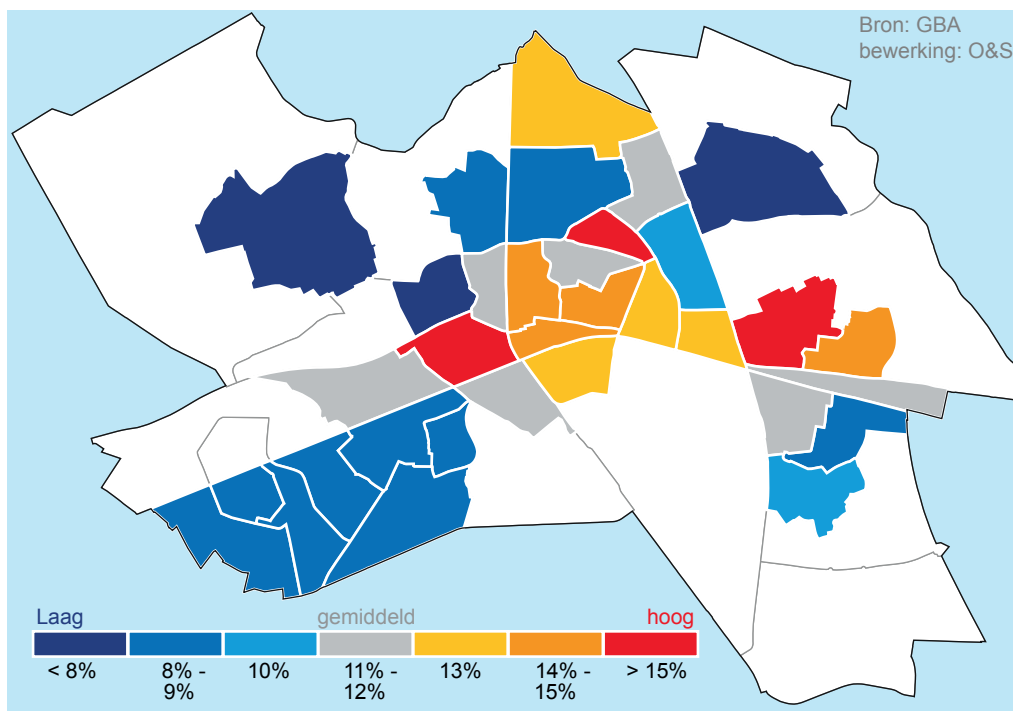 Bron: GBA
bewerking: O&S
Laag gemiddeld hoog
< 8% 8% - 9% 10% 11% - 12% 13% 14% - 15% > 15%